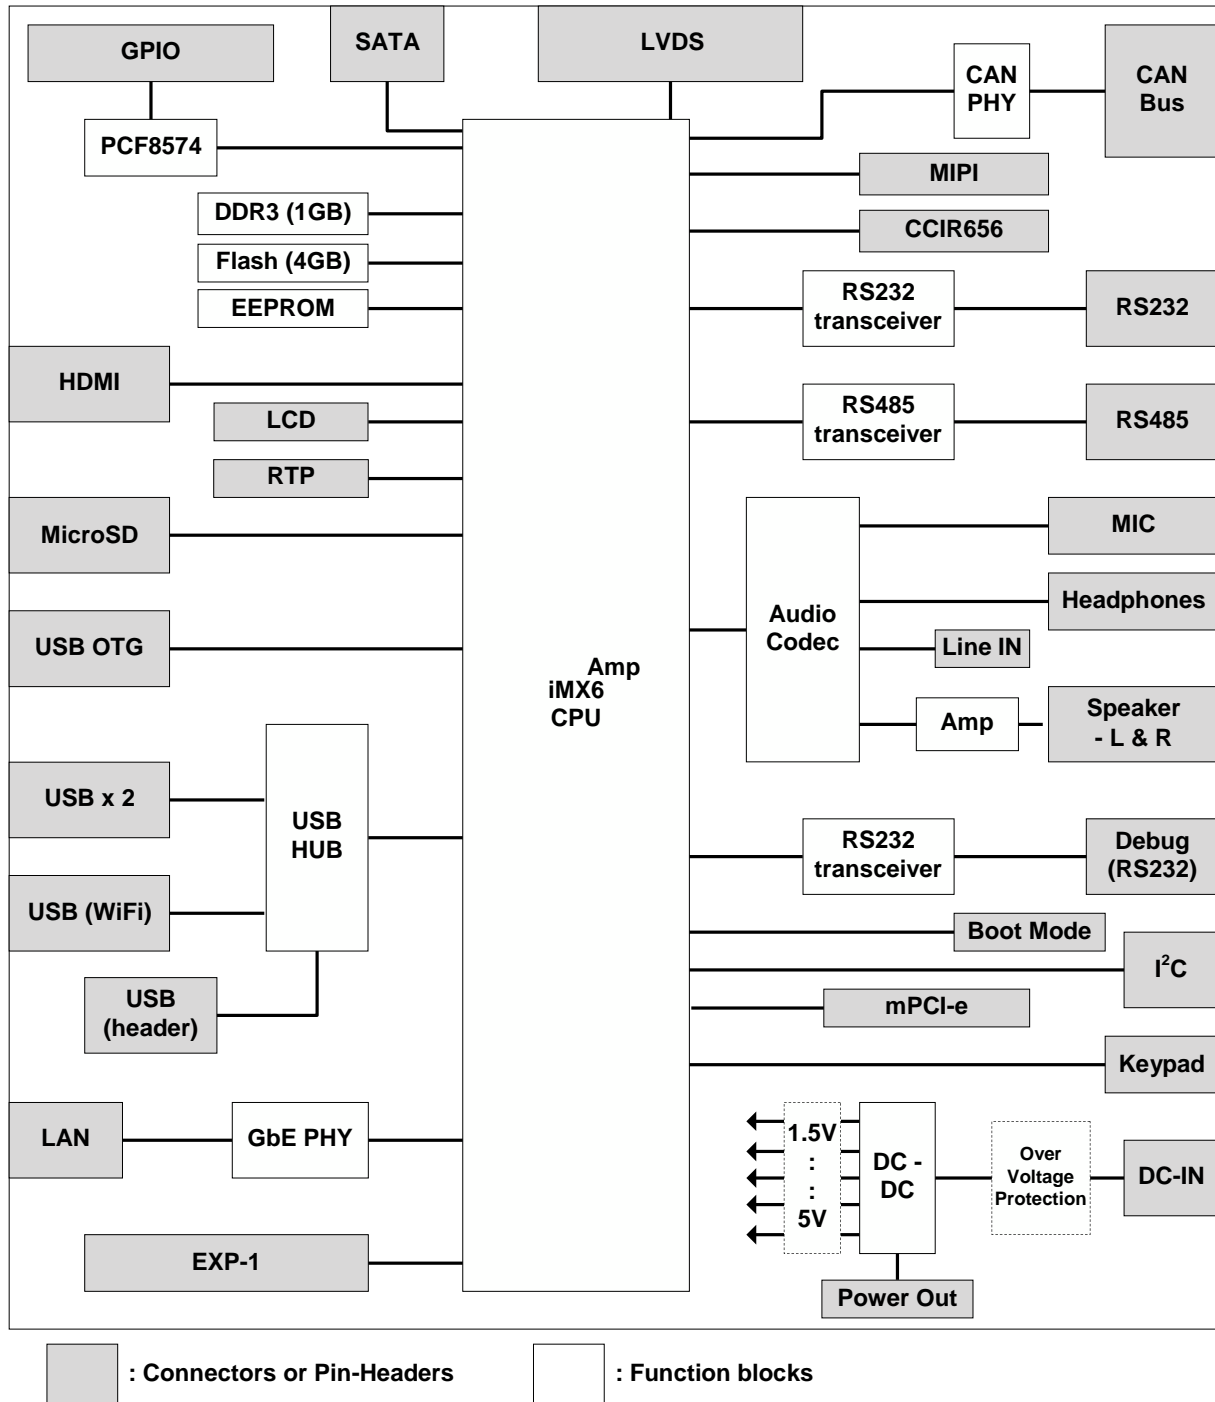 GPIO
SATA
LVDS
CAN
PHY
CAN
Bus
PCF8574
MIPI
DDR3 (1GB)
CCIR656
Flash (4GB)
EEPROM
RS232
transceiver
RS232
HDMI
LCD
RS485
transceiver
RS485
RTP
MicroSD
MIC
Headphones
Audio
Codec
USB OTG
Line IN
Amp
iMX6
CPU
Amp
Speaker
- L & R
USB x 2
USB
HUB
RS232
transceiver
Debug
(RS232)
USB (WiFi)
Boot Mode
I²C
USB
(header)
mPCI-e
Keypad
LAN
GbE PHY
1.5V
:
:
5V
DC -
DC
Over
Voltage
Protection
DC-IN
EXP-1
Power Out
: Connectors or Pin-Headers
: Function blocks